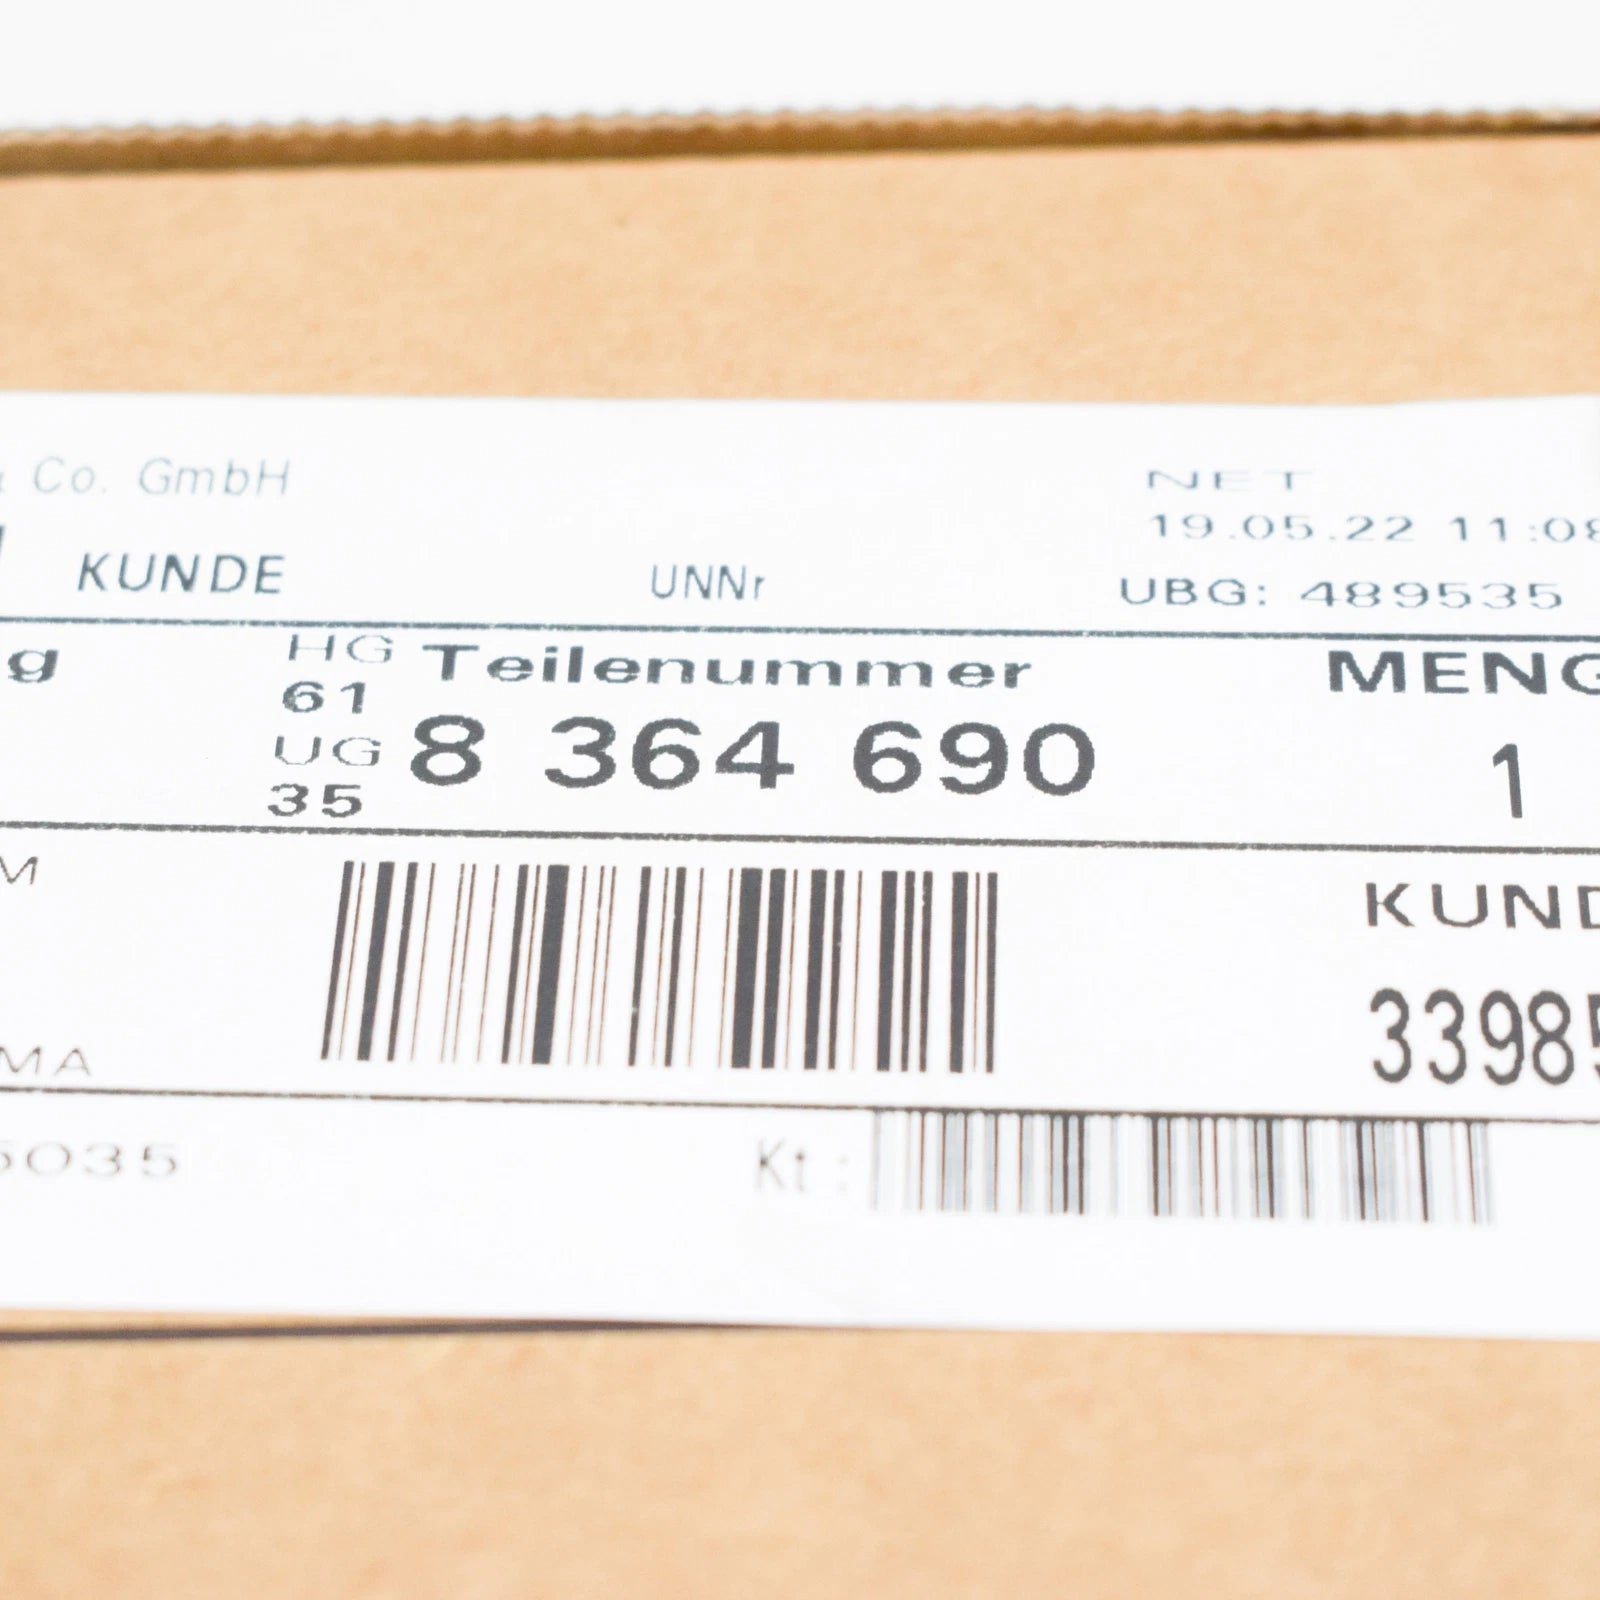 Co. GmbH
NET
19.05.22 11:08
KUNDE UNNr UBG: 489535
g HG Teilenummer MENG
61
8 364 690 1
UG
35
M KUND
33985
MA
5035 Kt :